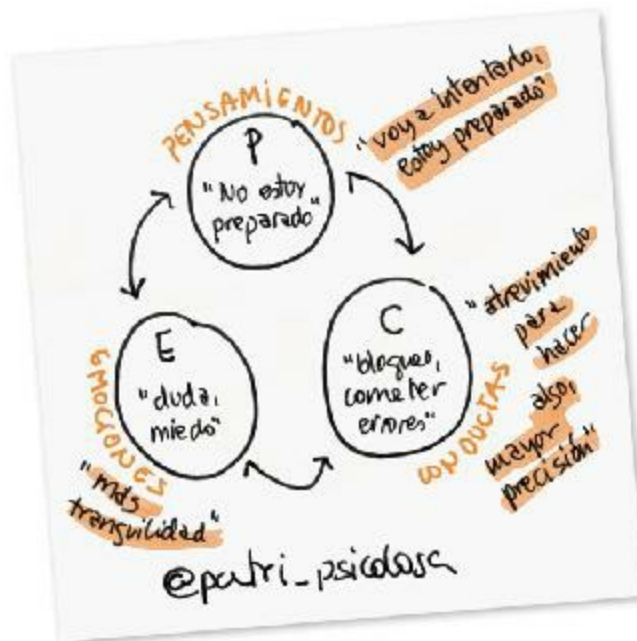 PENSAMIENTOS
P
"No estoy
preparado"
"voy a intentarlo,
estoy preparado"
E
"duda,
miedo"
EMOCIONES
"más
tranquilidad"
C
"bloqueo,
cometer
errores"
CONDUCTAS
"atrevimiento
para
hacer
algo,
mayor
precisión"
@patri_psicologa